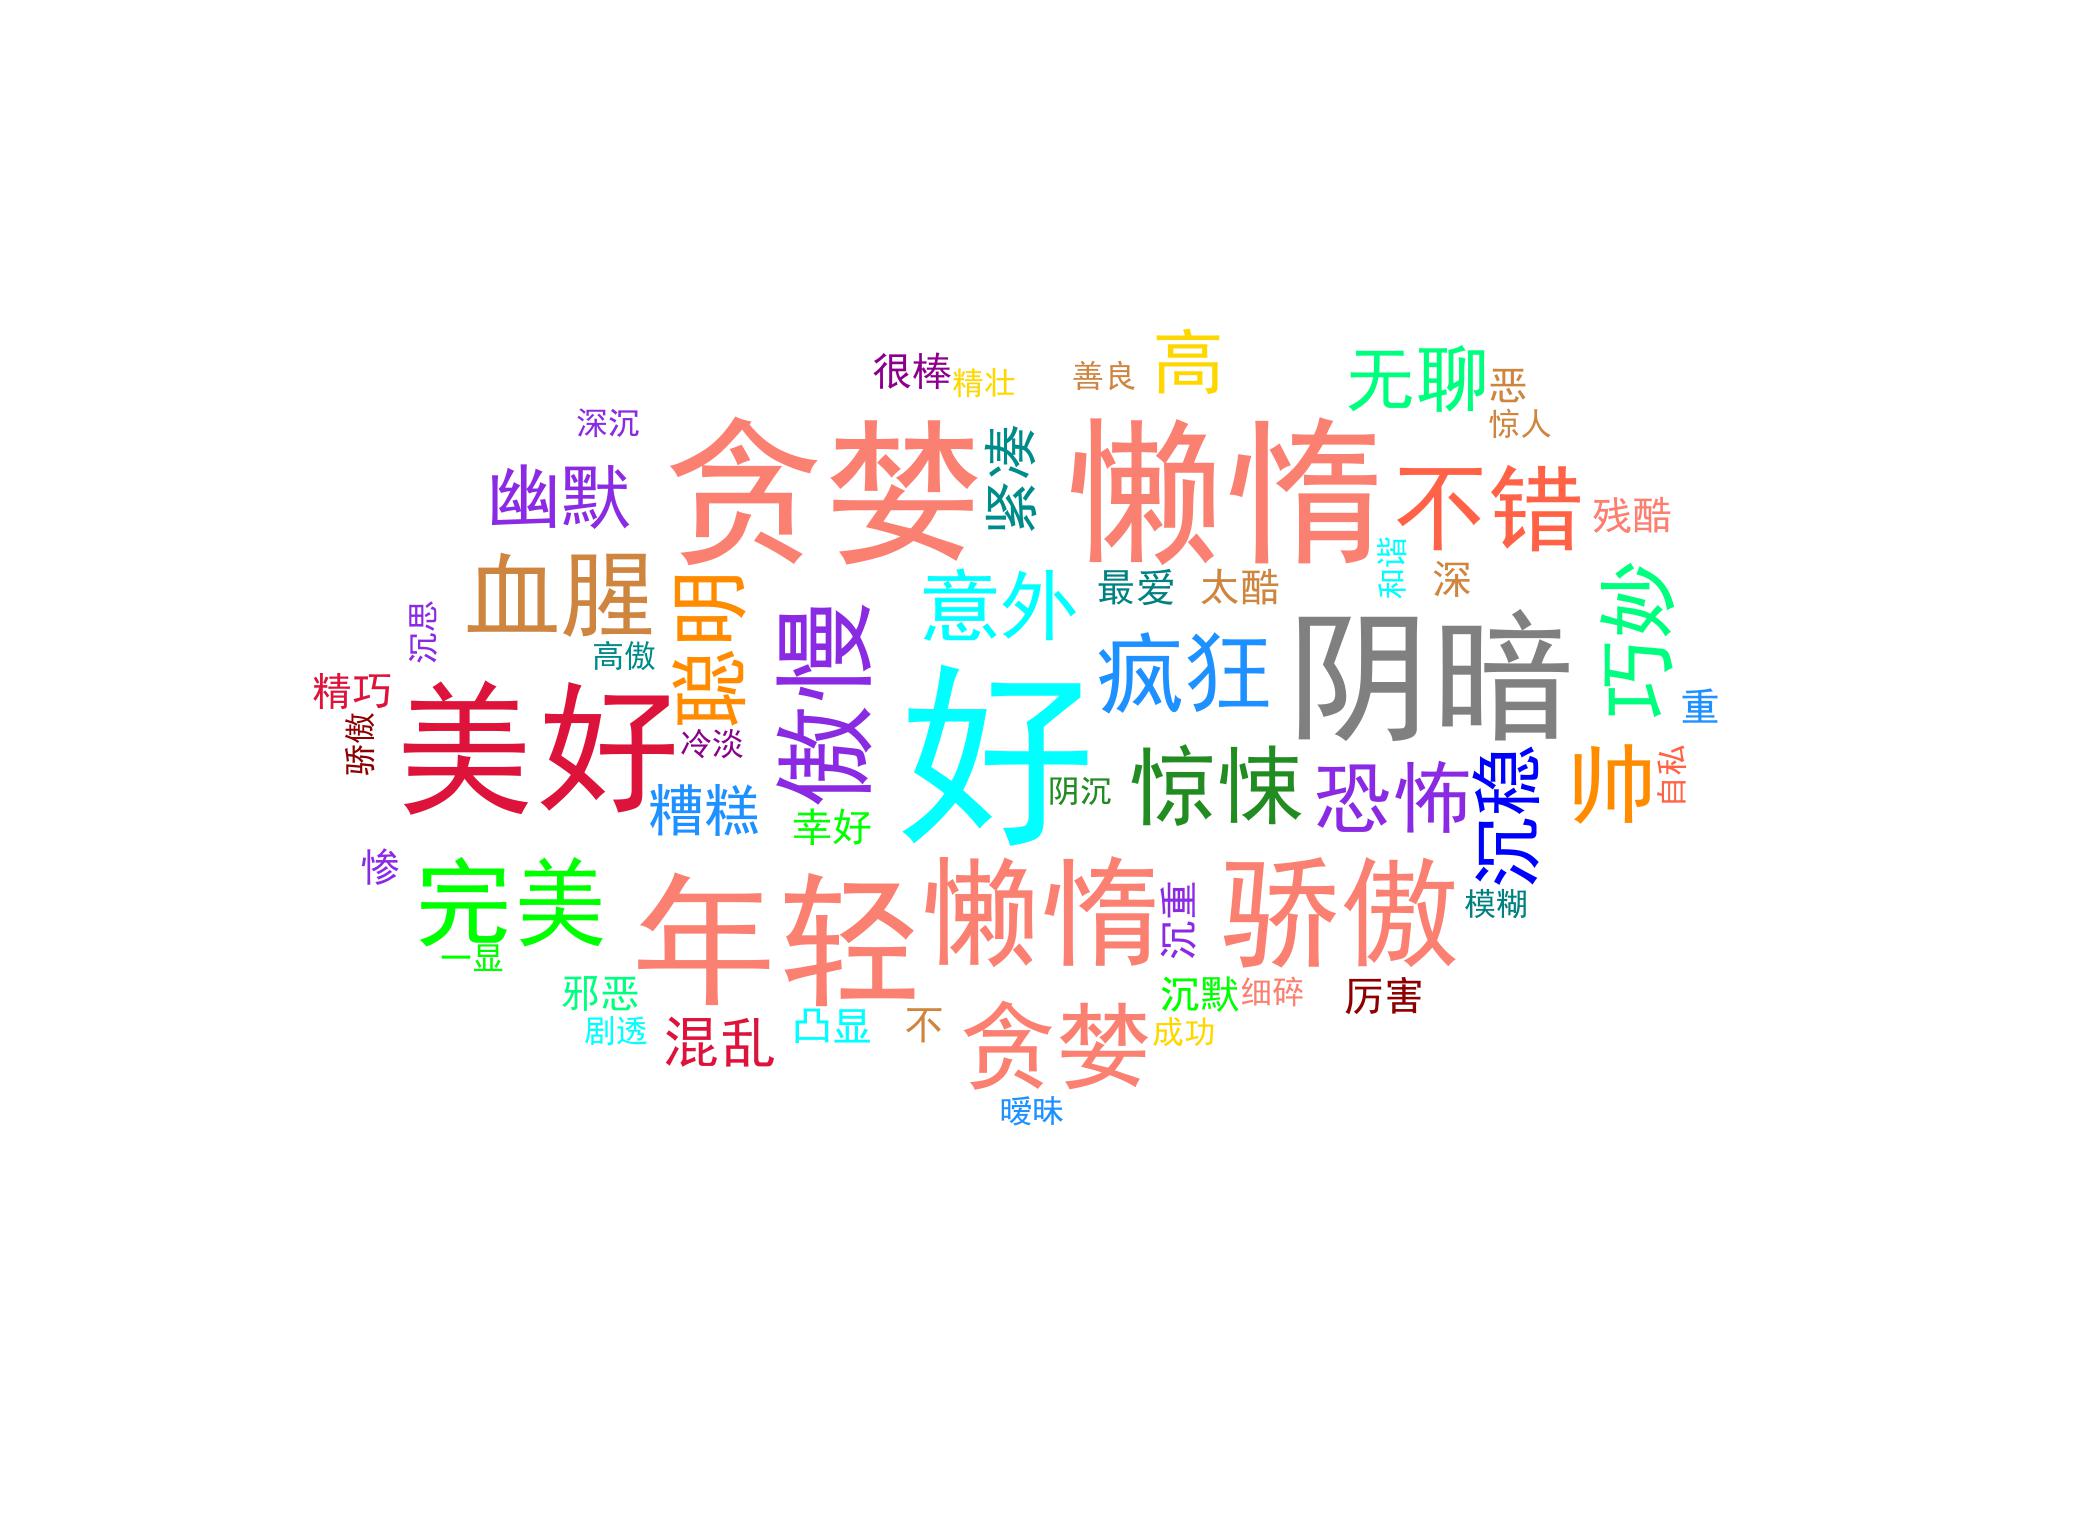 高
很棒
精壮
善良
无聊
恶
惊人
深沉
贪婪
紧凑
懒惰
不错
残酷
幽默
血腥
聪明
意外
最爱
太酷
和谐
深
巧妙
沉思
高傲
傲慢
疯狂
阴暗
精巧
骄傲
美好
冷淡
好
重
糟糕
幸好
阴沉
惊悚
恐怖
沉稳
帅
自私
惨
完美
一显
年轻
懒惰
沉重
骄傲
模糊
邪恶
剧透
混乱
凸显
不
贪婪
沉默
细碎
成功
厉害
暧昧